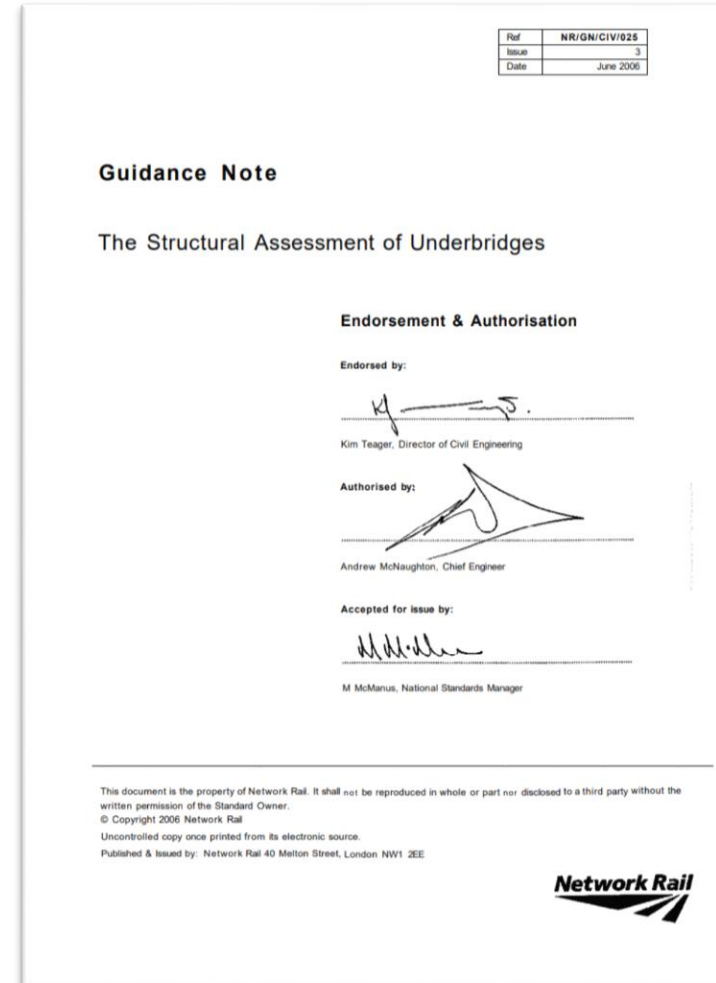 Ref NR/GN/CIV/025
Issue 3
Date June 2006
Guidance Note
The Structural Assessment of Underbridges
Endorsement & Authorisation
Endorsed by:
Kim Teager, Director of Civil Engineering
Authorised by:
Andrew McNaughton, Chief Engineer
Accepted for issue by:
M McManus, National Standards Manager
This document is the property of Network Rail. It shall not be reproduced in whole or part nor disclosed to a third party without the
written permission of the Standard Owner.
© Copyright 2006 Network Rail
Uncontrolled copy once printed from its electronic source.
Published & Issued by: Network Rail 40 Melton Street, London NW1 2EE
Network Rail